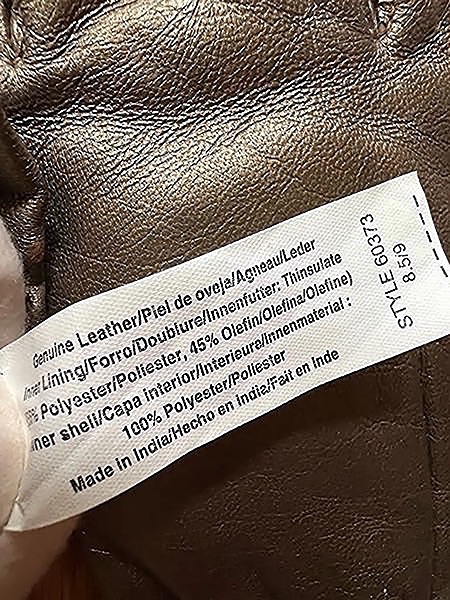 Genuine Leather/Piel de oveja/Agneau/Leder
Inner Lining/Forro/Doublure/Innenfutter: Thinsulate
Polyester/Poliester, 45% Olefin/Olefina/Olefine)
Inner shell/Capa interior/Interieure/Innenmaterial :
100% Polyester/Poliester
Made in India/Hecho en india/Fait en Inde
STYLE 60373
8.5/9